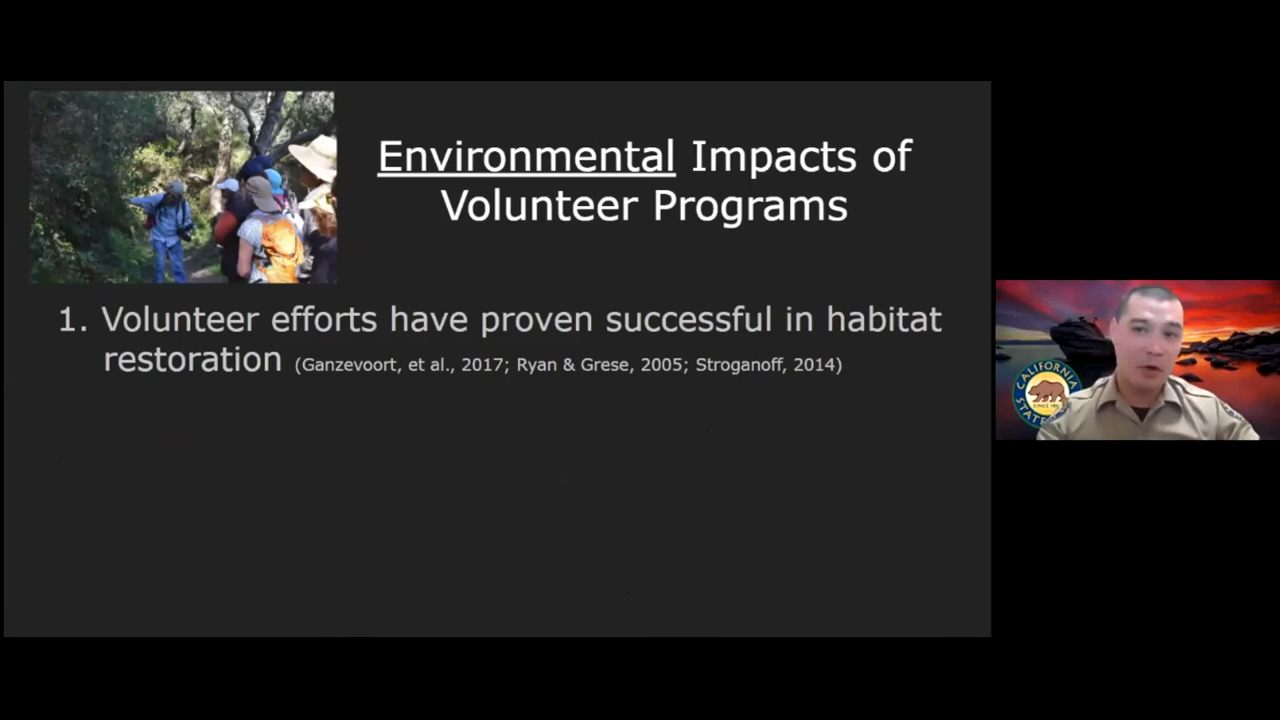 Environmental Impacts of
Volunteer Programs
1. Volunteer efforts have proven successful in habitat
restoration (Ganzevoort, et al., 2017; Ryan & Grese, 2005; Stroganoff, 2014)
CALIFORNIA
STATE
SINCE